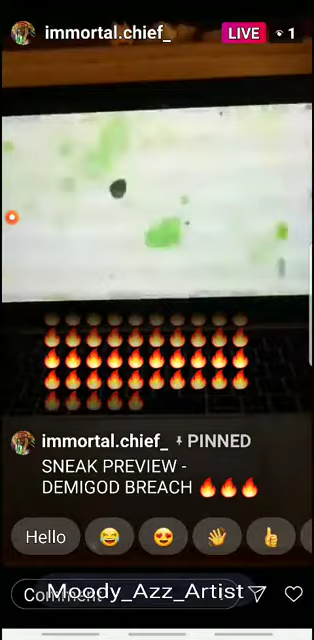 immortal.chief_ LIVE 1
🔥🔥🔥🔥🔥🔥🔥🔥🔥🔥
🔥🔥🔥🔥🔥🔥🔥🔥🔥🔥
🔥🔥🔥🔥🔥🔥🔥🔥🔥🔥
🔥🔥🔥🔥🔥🔥🔥🔥🔥🔥
🔥🔥🔥🔥🔥
immortal.chief_ PINNED
SNEAK PREVIEW -
DEMIGOD BREACH 🔥🔥🔥
Hello 😂 😍 👋 👍
Comment
Moody_Azz_Artist